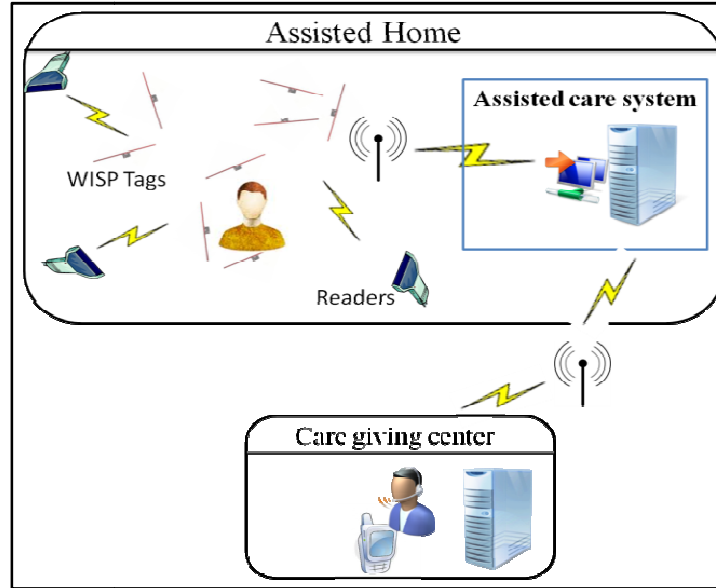 Assisted Home
Assisted care system
WISP Tags
Readers
Care giving center